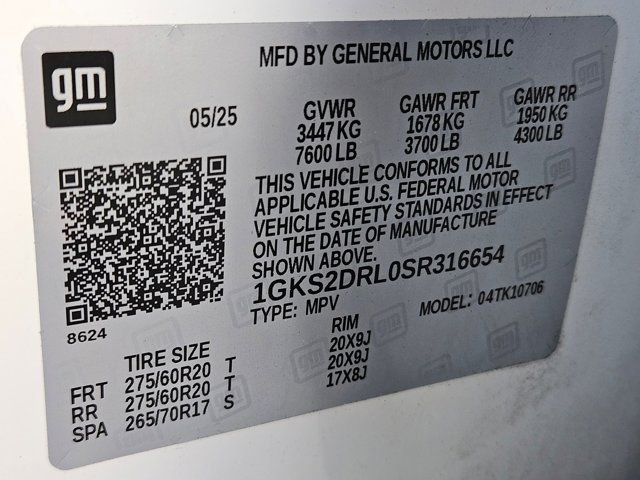 gm
MFD BY GENERAL MOTORS LLC
05/25
GVWR GAWR FRT GAWR RR
3447 KG 1678 KG 1950 KG
7600 LB 3700 LB 4300 LB
THIS VEHICLE CONFORMS TO ALL
APPLICABLE U.S. FEDERAL MOTOR
VEHICLE SAFETY STANDARDS IN EFFECT
ON THE DATE OF MANUFACTURE
SHOWN ABOVE.
1GKS2DRL0SR316654
TYPE: MPV MODEL: 04TK10706
8624
TIRE SIZE RIM
FRT 275/60R20 T 20X9J
RR 275/60R20 T 20X9J
SPA 265/70R17 S 17X8J